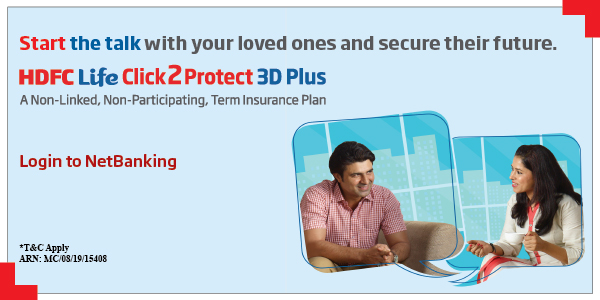 Start the talk with your loved ones and secure their future.
HDFC Life Click2Protect 3D Plus
A Non-Linked, Non-Participating, Term Insurance Plan
Login to NetBanking
*T&C Apply
ARN: MC/08/19/15408